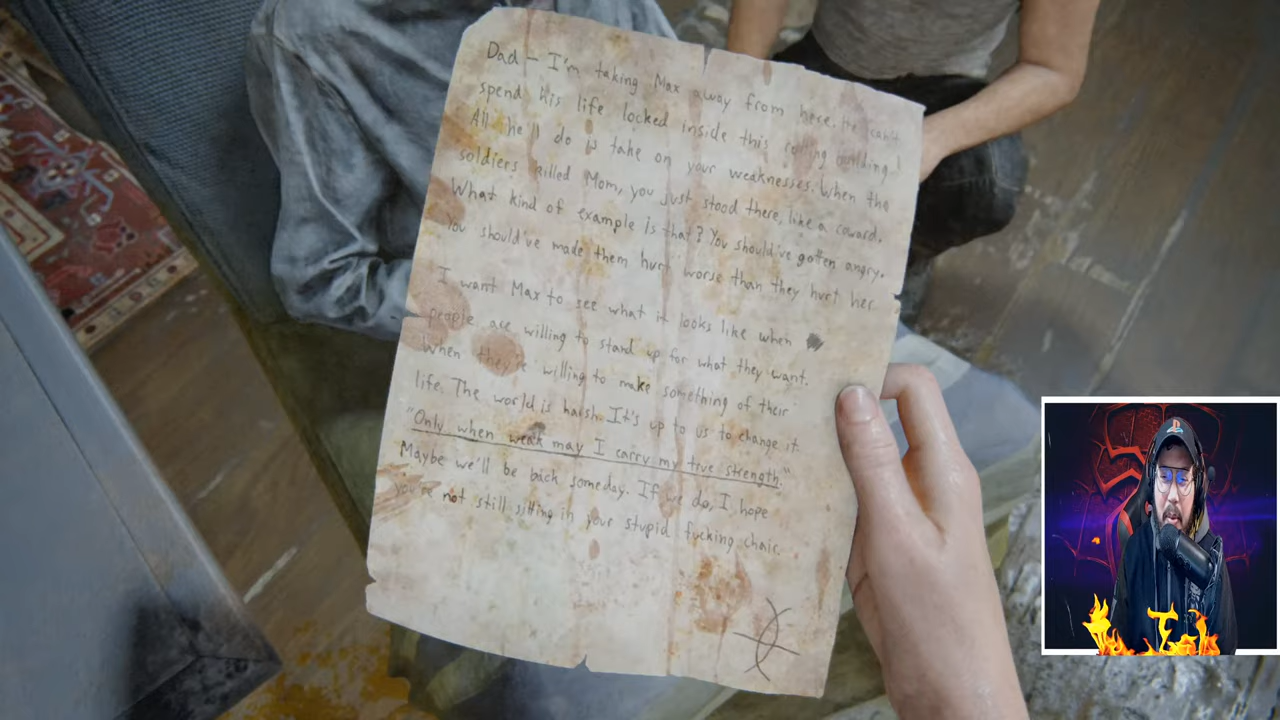 Dad - I'm taking Max away from here. He can't
spend his life locked inside this rotting building!
All he'll do is take on your weaknesses. When the
soldiers killed Mom, you just stood there, like a coward.
What kind of example is that? You should've gotten angry.
You should've made them hurt worse than they hurt her.
I want Max to see what it looks like when
people are willing to stand up for what they want.
When they're willing to make something of their
life. The world is harsh. It's up to us to change it.
"Only when weak may I carry my true strength."
Maybe we'll be back someday. If we do, I hope
you're not still sitting in your stupid fucking chair.